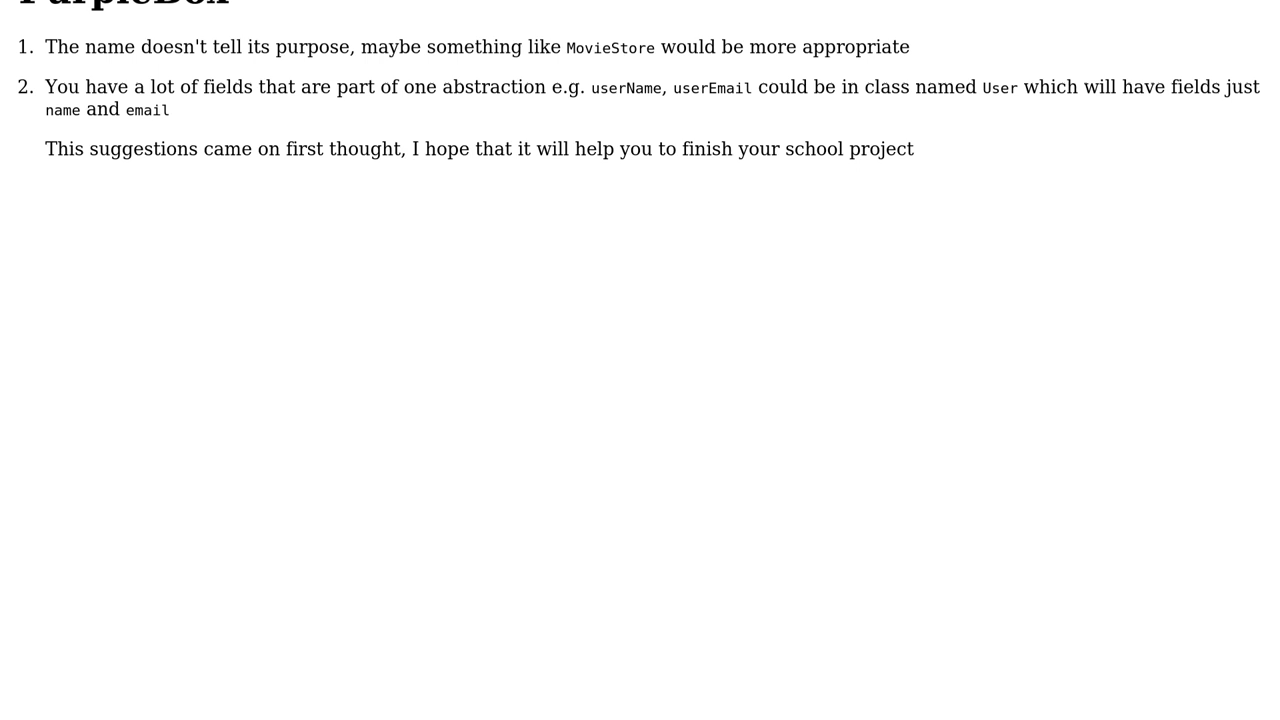 PurpleBox
1. The name doesn't tell its purpose, maybe something like MovieStore would be more appropriate
2. You have a lot of fields that are part of one abstraction e.g. userName, userEmail could be in class named User which will have fields just
name and email
This suggestions came on first thought, I hope that it will help you to finish your school project